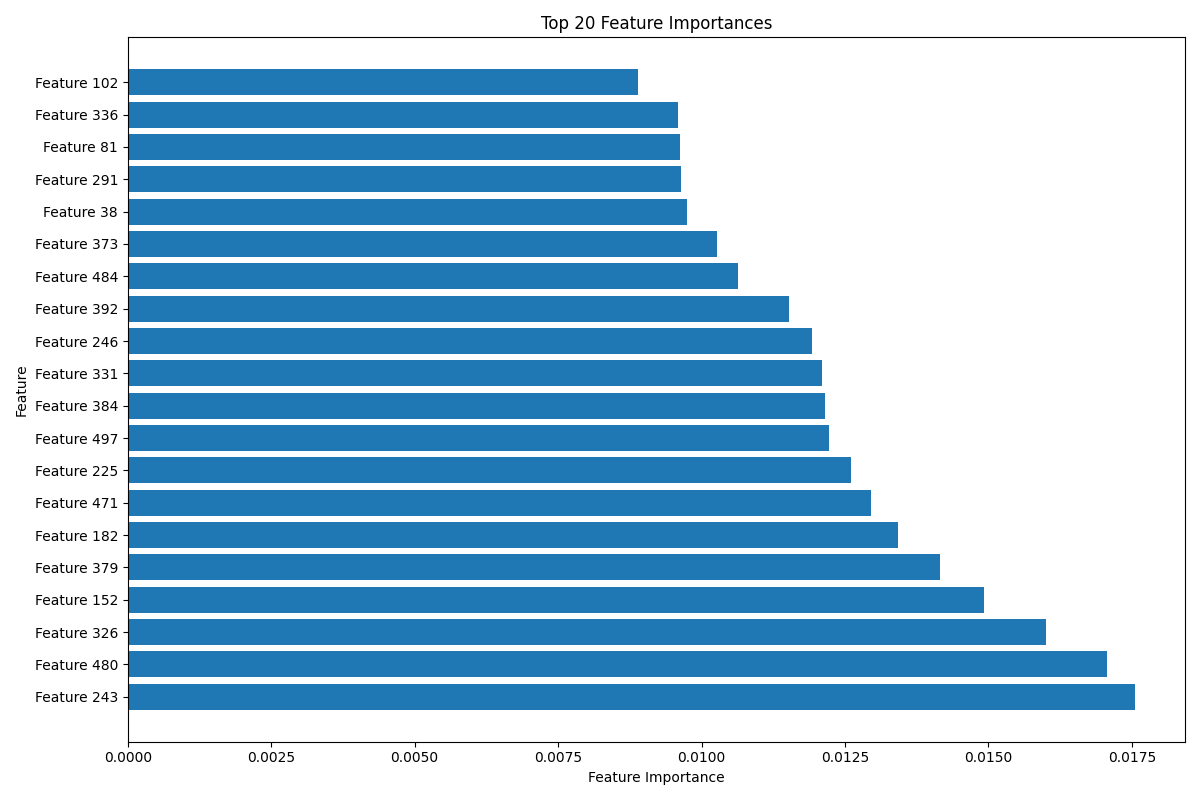 Top 20 Feature Importances
Feature 102
Feature 336
Feature 81
Feature 291
Feature 38
Feature 373
Feature 484
Feature 392
Feature 246
Feature 331
Feature 384
Feature 497
Feature 225
Feature 471
Feature 182
Feature 379
Feature 152
Feature 326
Feature 480
Feature 243
Feature
0.0000 0.0025 0.0050 0.0075 0.0100 0.0125 0.0150 0.0175
Feature Importance